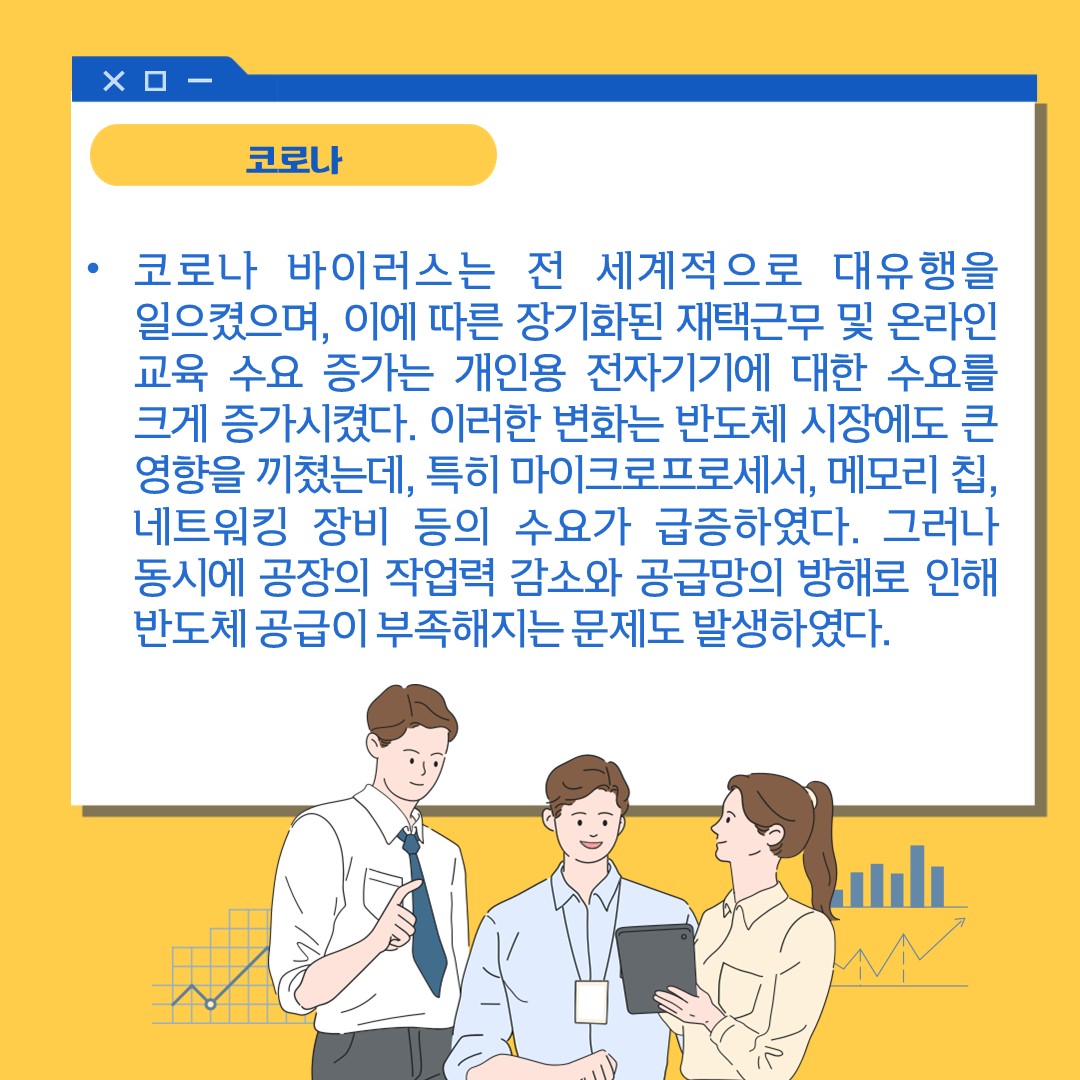 코로나
• 코로나 바이러스는 전 세계적으로 대유행을
일으켰으며, 이에 따른 장기화된 재택근무 및 온라인
교육 수요 증가는 개인용 전자기기에 대한 수요를
크게 증가시켰다. 이러한 변화는 반도체 시장에도 큰
영향을 끼쳤는데, 특히 마이크로프로세서, 메모리 칩,
네트워킹 장비 등의 수요가 급증하였다. 그러나
동시에 공장의 작업력 감소와 공급망의 방해로 인해
반도체 공급이 부족해지는 문제도 발생하였다.